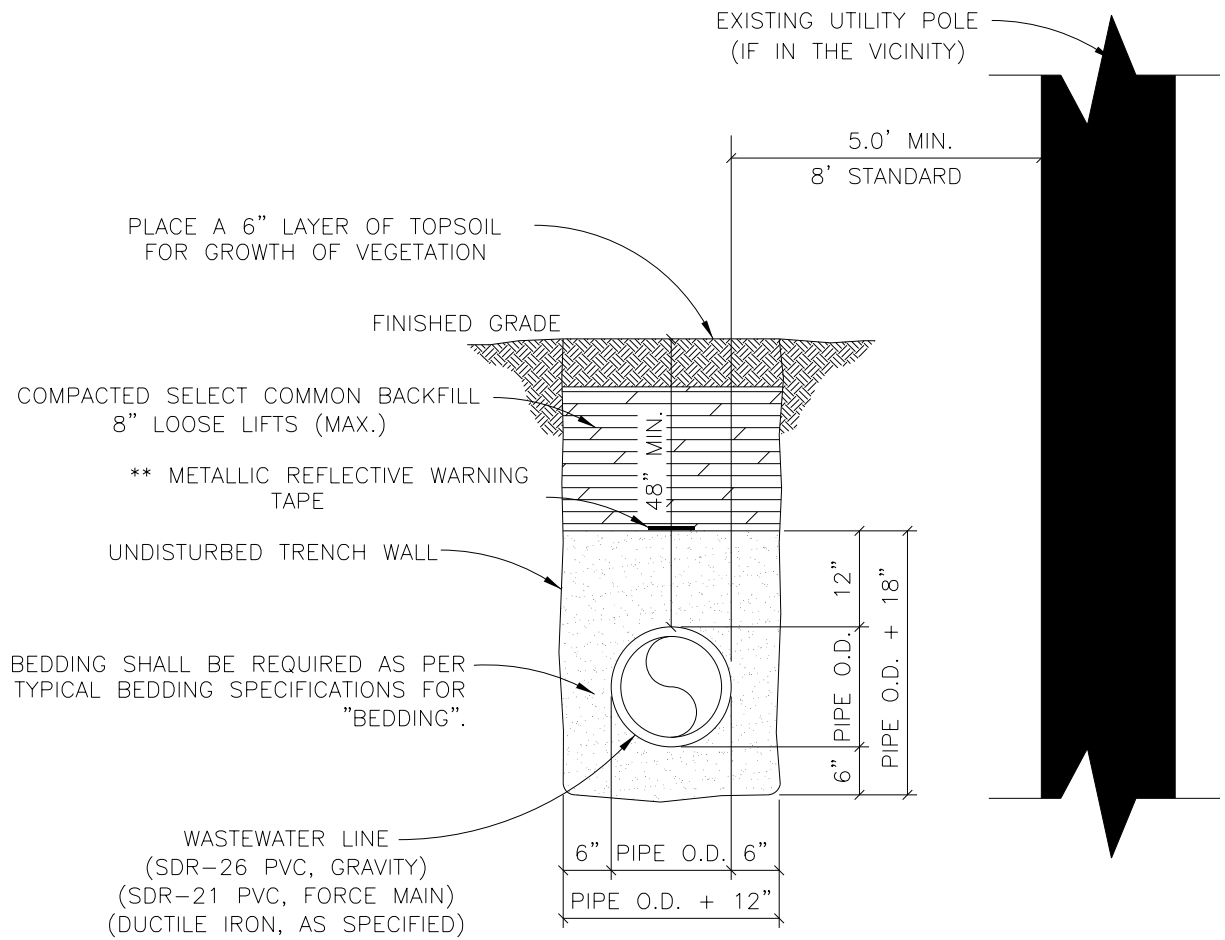 EXISTING UTILITY POLE
(IF IN THE VICINITY)
5.0' MIN.
8' STANDARD
PLACE A 6" LAYER OF TOPSOIL
FOR GROWTH OF VEGETATION
FINISHED GRADE
COMPACTED SELECT COMMON BACKFILL
8" LOOSE LIFTS (MAX.)
48" MIN.
** METALLIC REFLECTIVE WARNING
TAPE
UNDISTURBED TRENCH WALL
12"
PIPE O.D. + 18"
BEDDING SHALL BE REQUIRED AS PER
TYPICAL BEDDING SPECIFICATIONS FOR
"BEDDING".
PIPE O.D.
6"
WASTEWATER LINE
(SDR-26 PVC, GRAVITY)
(SDR-21 PVC, FORCE MAIN)
(DUCTILE IRON, AS SPECIFIED)
6" PIPE O.D. 6"
PIPE O.D. + 12"